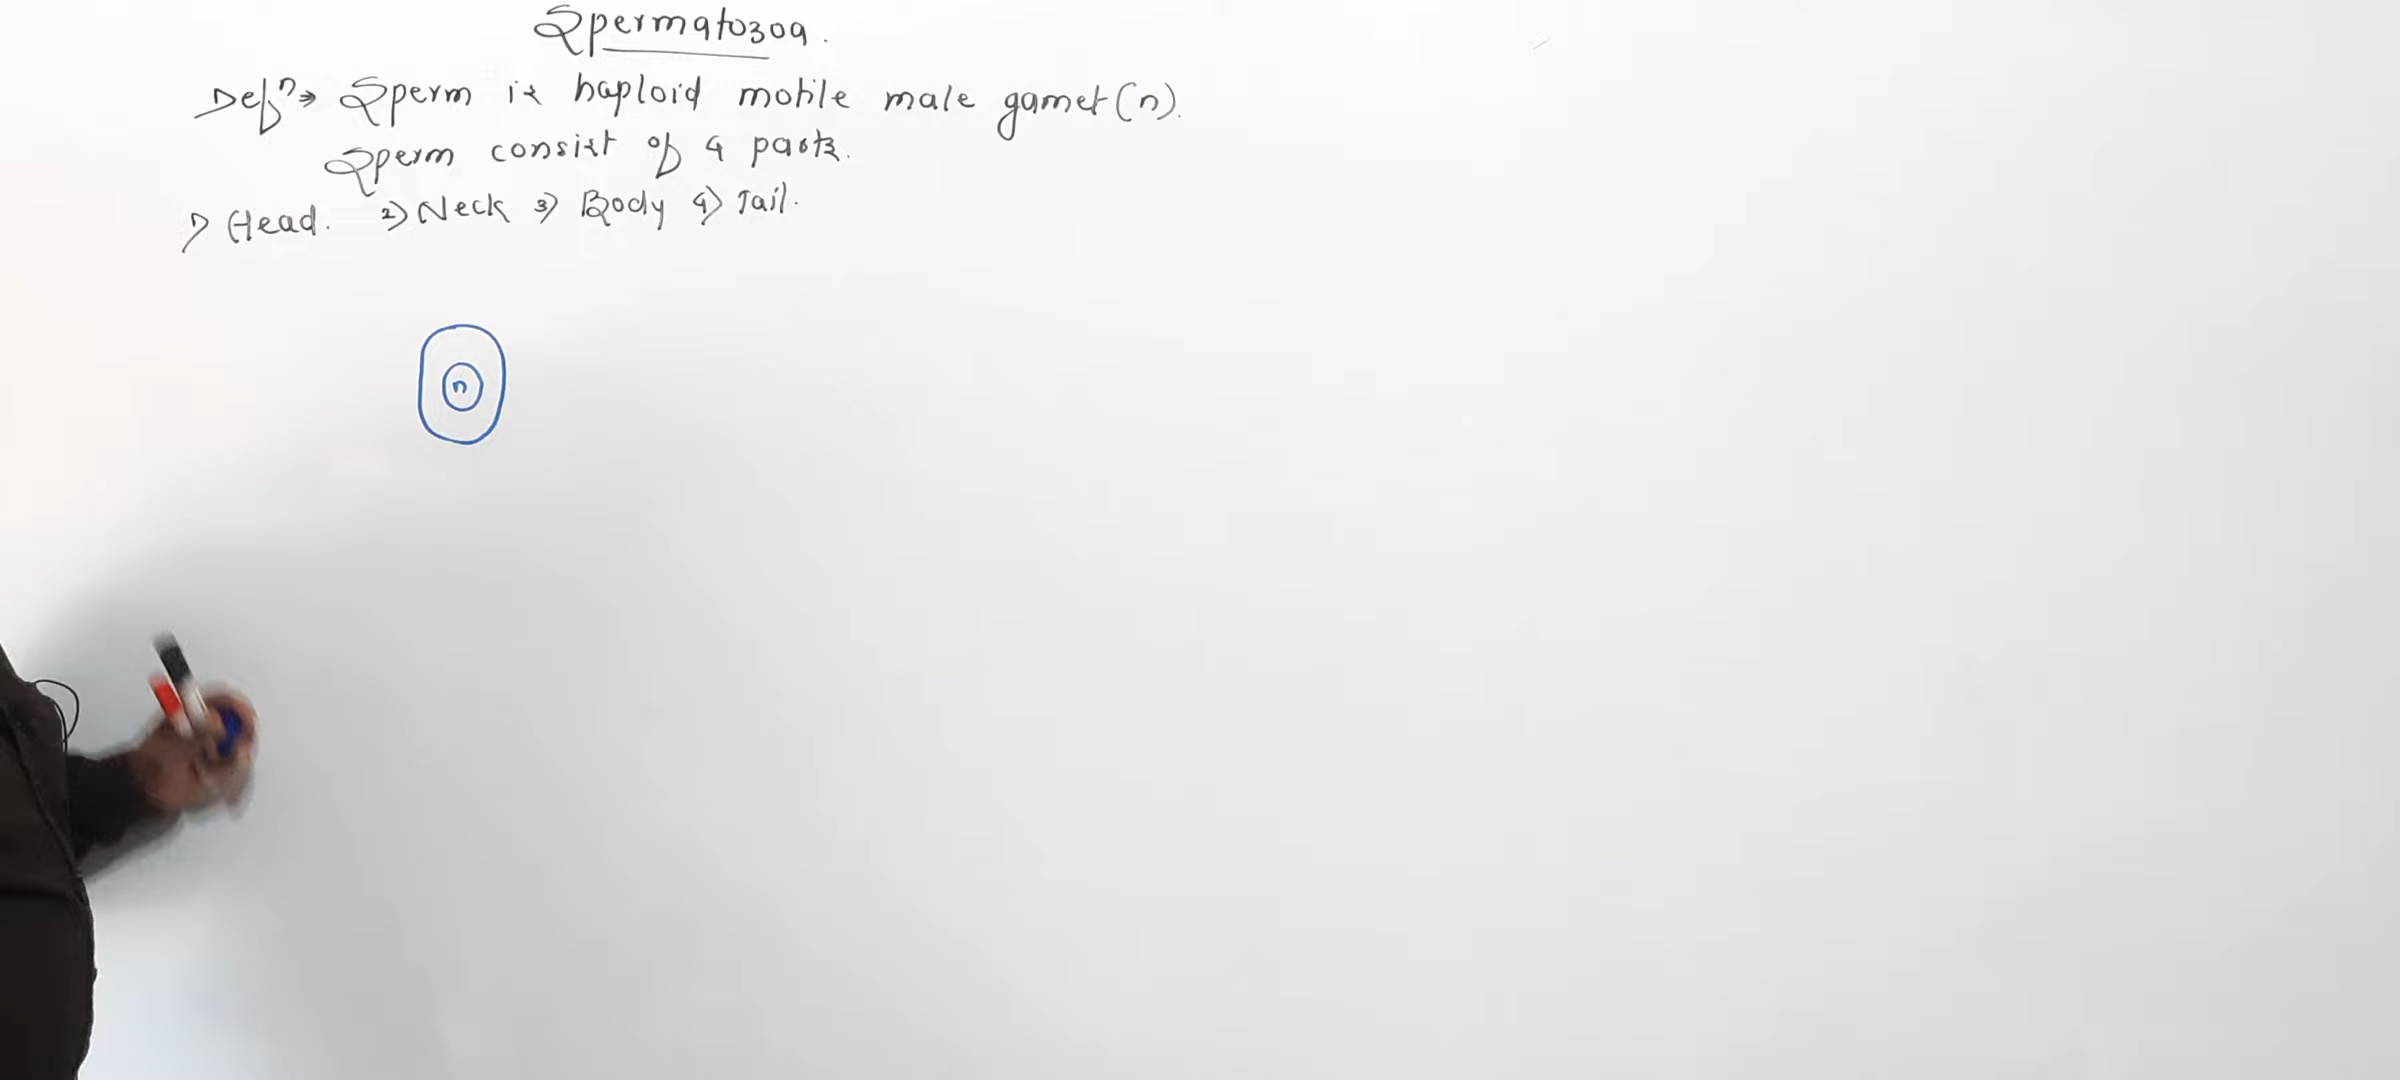 Spermatozoa.
Defn → Sperm is haploid motile male gamet (n).
Sperm consist of 4 parts.
1) Head. 2) Neck 3) Body 4) Tail.
n